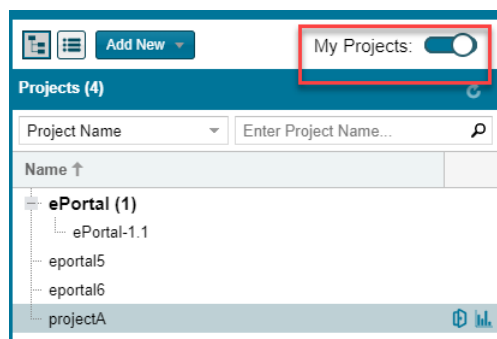 Add New My Projects:
Projects (4)
Project Name Enter Project Name...
Name
ePortal (1)
ePortal-1.1
eportal5
eportal6
projectA